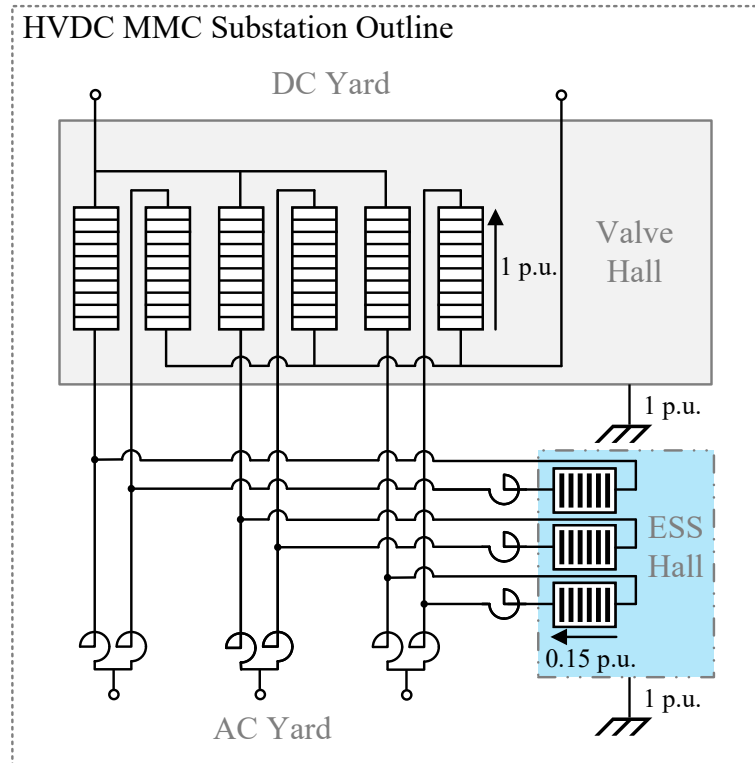 HVDC MMC Substation Outline
DC Yard
Valve
Hall
1 p.u.
1 p.u.
ESS
Hall
0.15 p.u.
1 p.u.
AC Yard